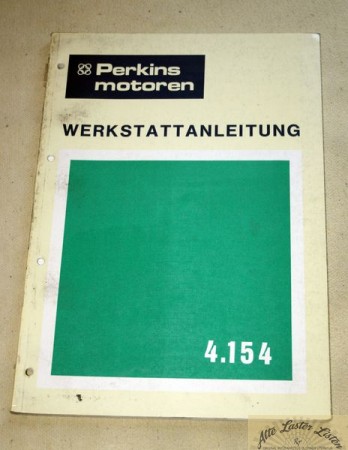 Perkins
motoren
WERKSTATTANLEITUNG
4.154
Alte Laster Listen